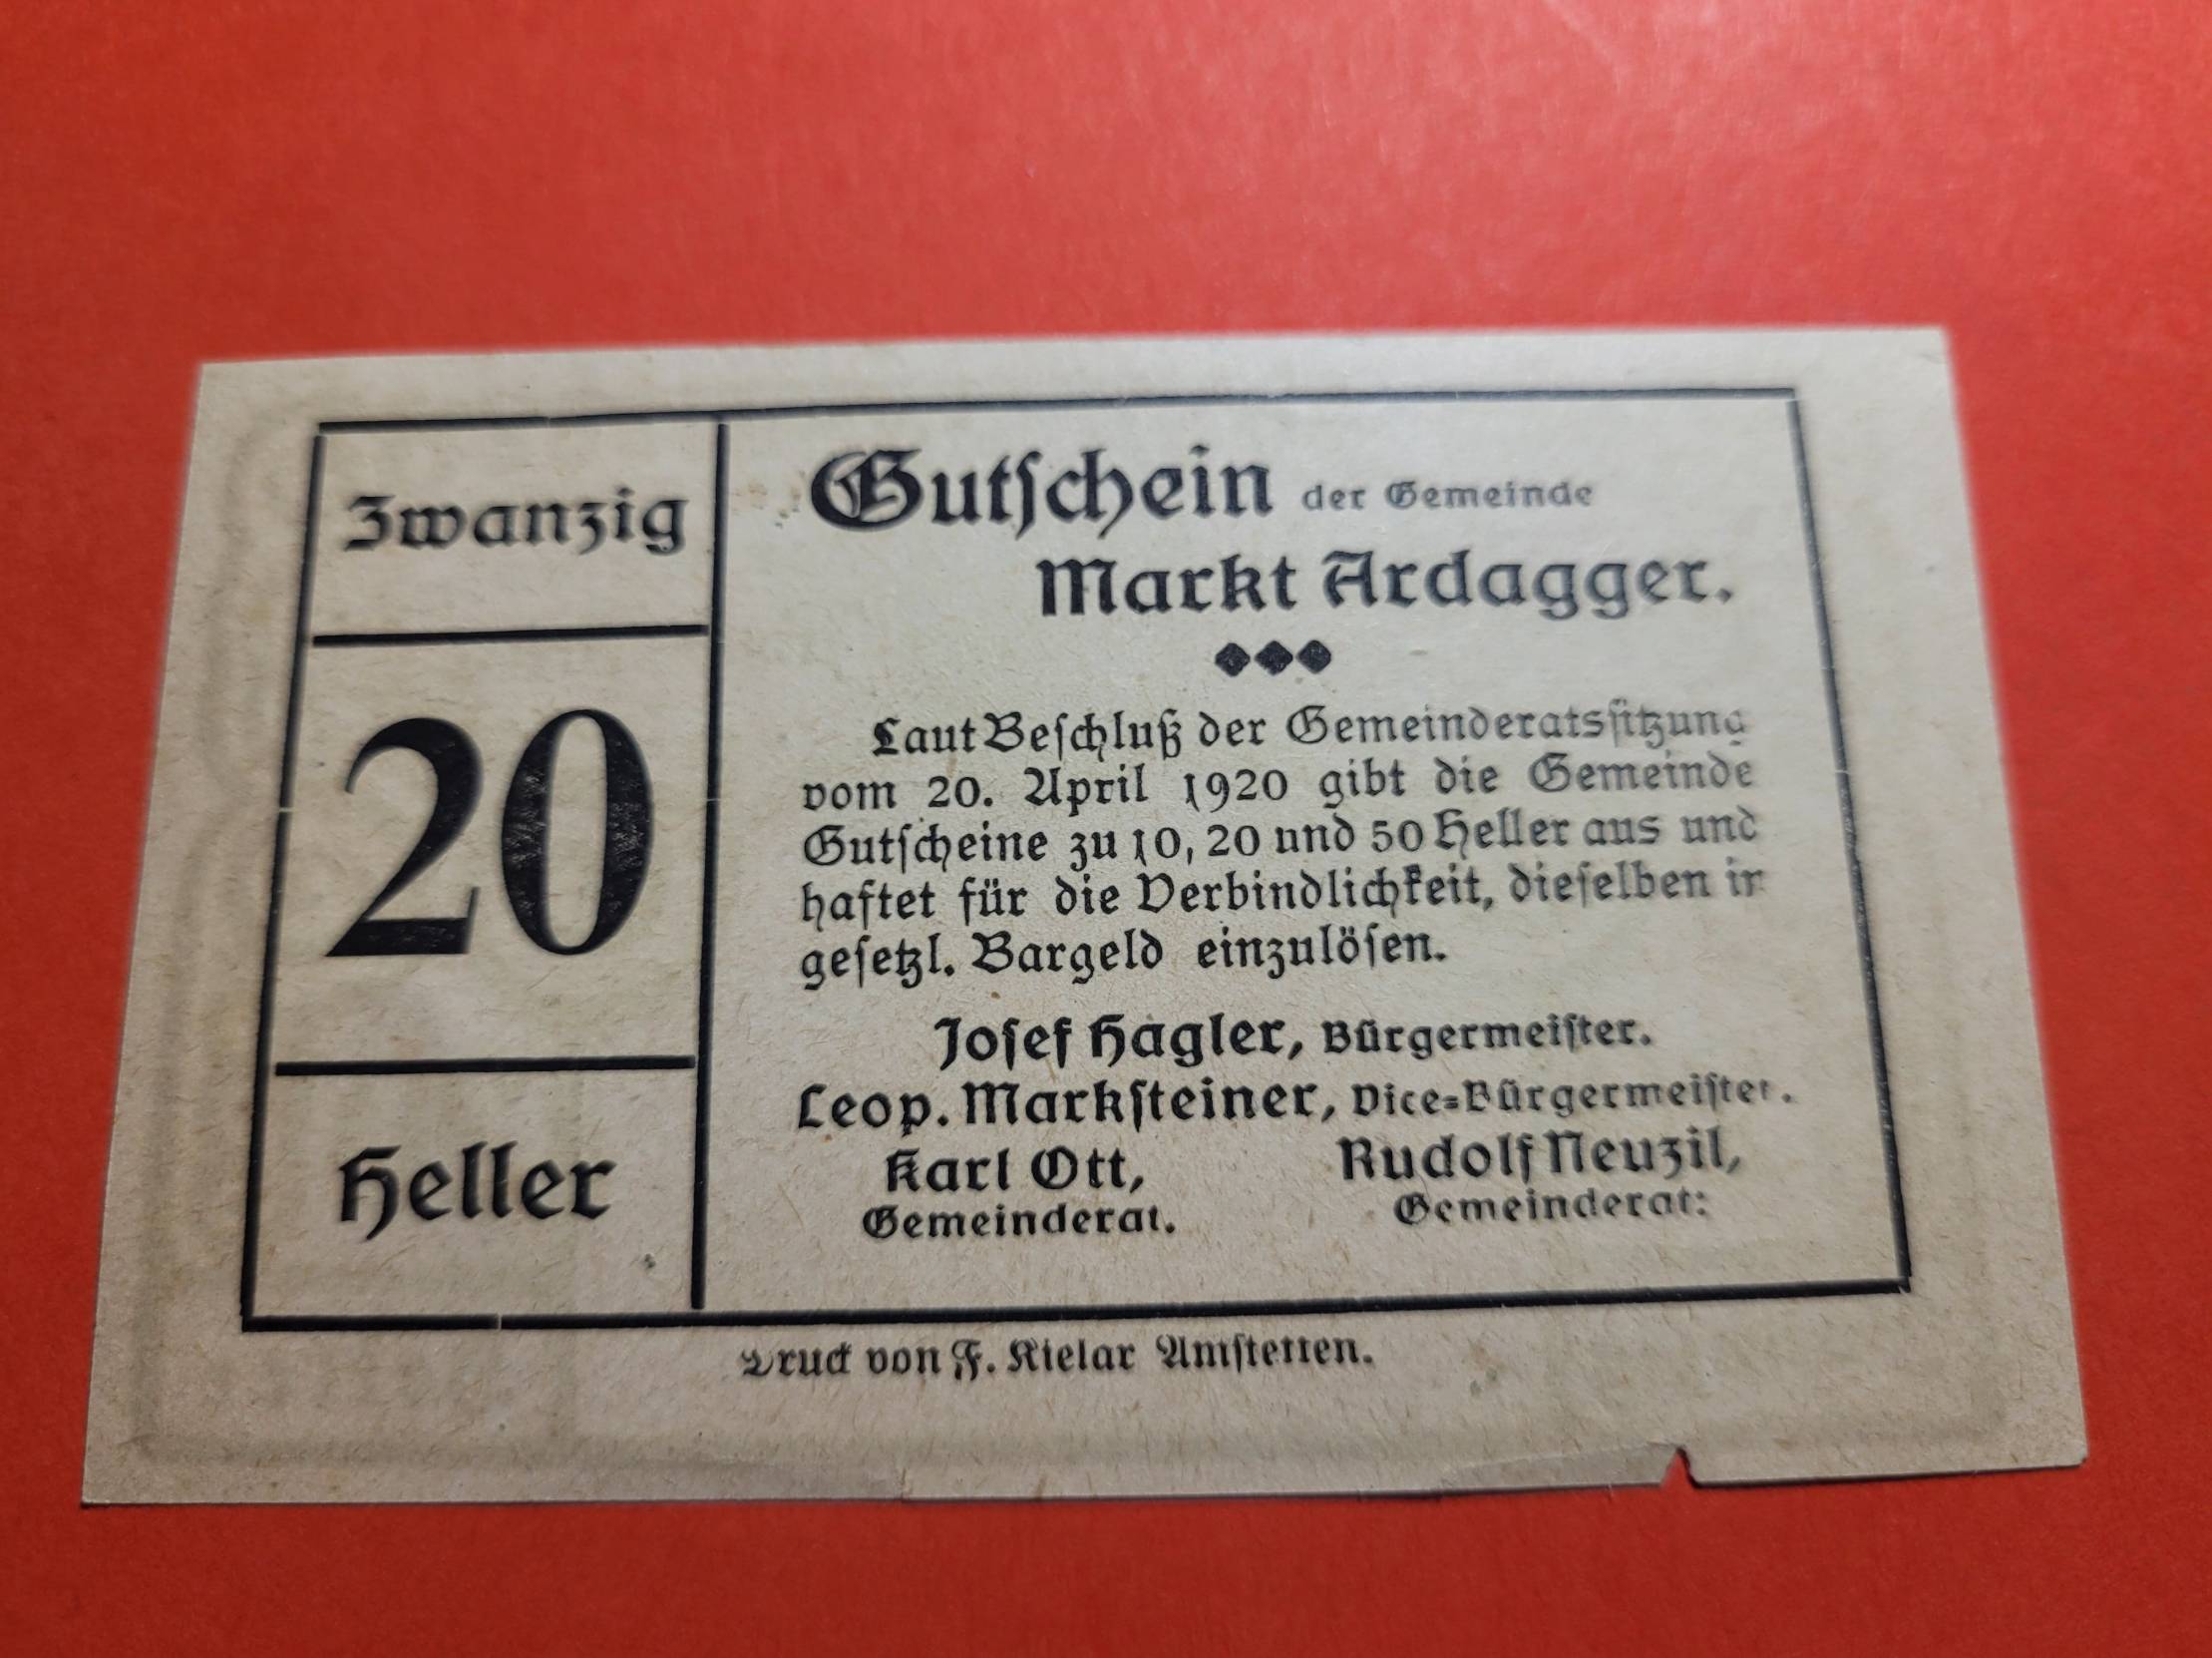 Zwanzig
20
Heller
Gutschein der Gemeinde
Markt Ardagger.
Laut Beschluß der Gemeinderatssitzung
vom 20. April 1920 gibt die Gemeinde
Gutscheine zu 10, 20 und 50 Heller aus und
haftet für die Verbindlichkeit, dieselben in
gesetzl. Bargeld einzulösen.
Josef Hagler, Bürgermeister.
Leop. Marksteiner, Vice-Bürgermeister.
Karl Ott, Rudolf Neuzil,
Gemeinderat. Gemeinderat:
Druck von F. Kielar Amstetten.